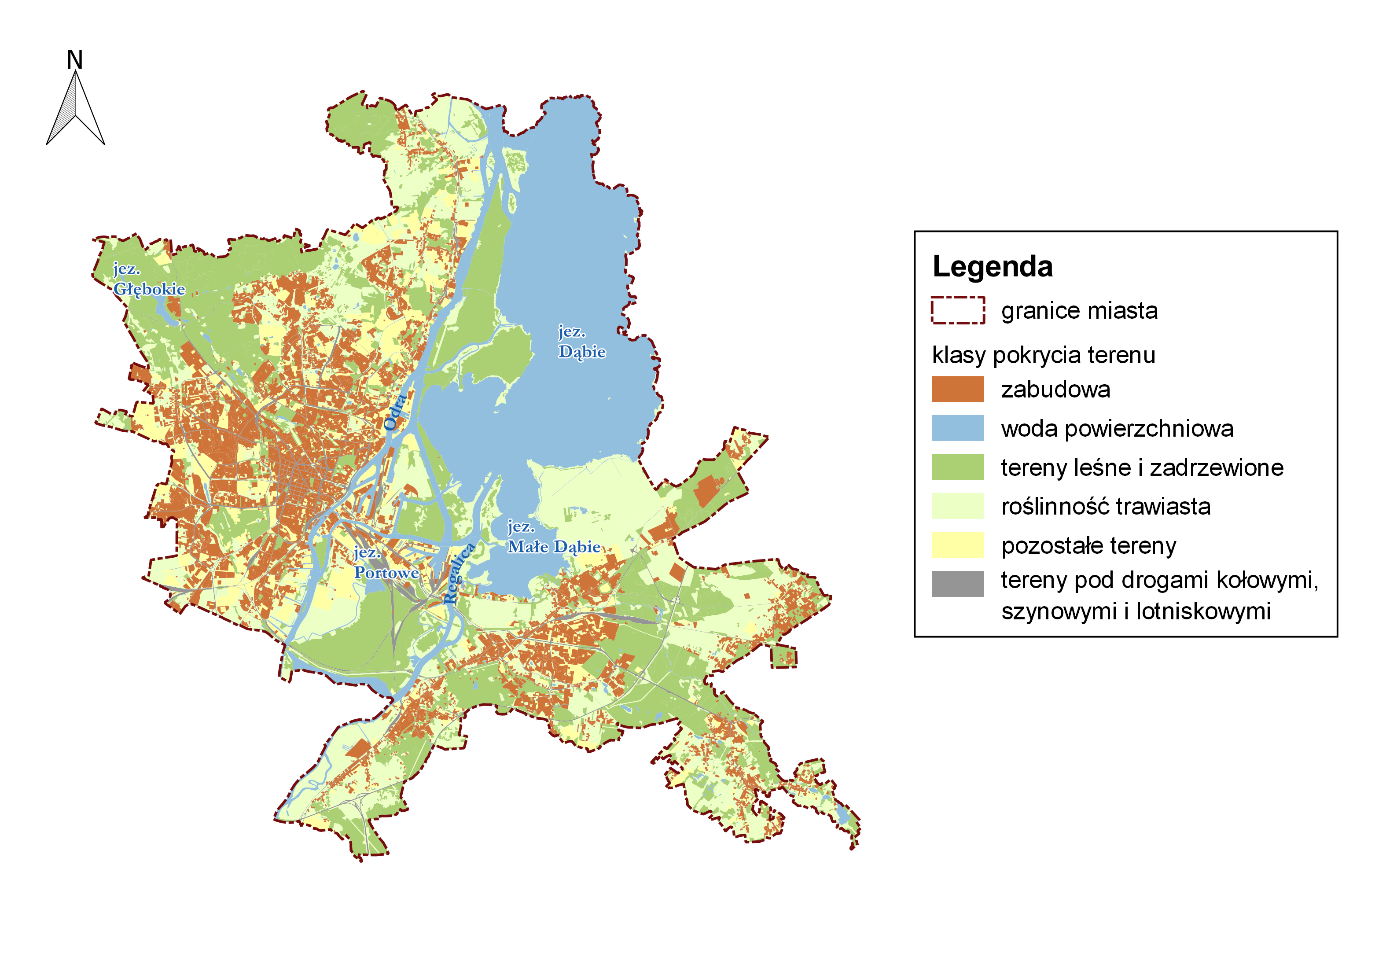 N
jez.
Głębokie
jez.
Dąbie
Odra
jez.
Małe Dąbie
jez.
Portowe
Regalica
Legenda
granice miasta
klasy pokrycia terenu
zabudowa
woda powierzchniowa
tereny leśne i zadrzewione
roślinność trawiasta
pozostałe tereny
tereny pod drogami kołowymi,
szynowymi i lotniskowymi